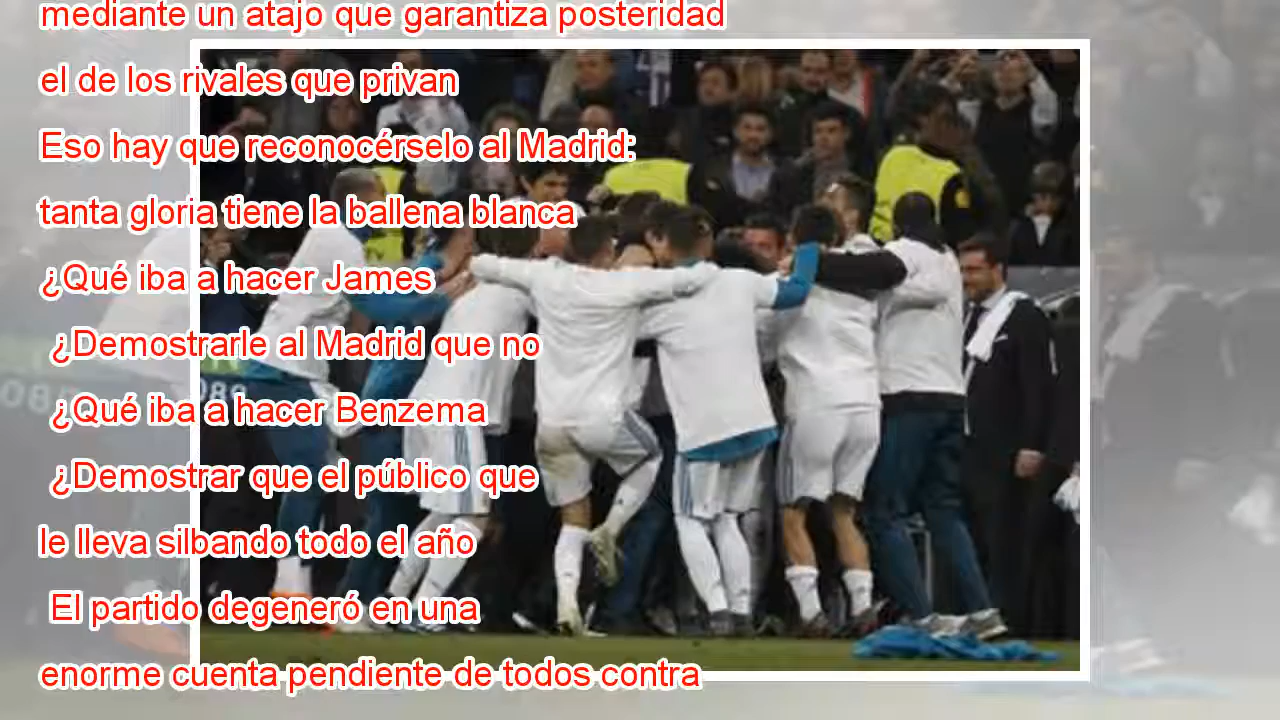 mediante un atajo que garantiza posteridad
el de los rivales que privan
Eso hay que reconocérselo al Madrid:
tanta gloria tiene la ballena blanca
¿Qué iba a hacer James
¿Demostrarle al Madrid que no
¿Qué iba a hacer Benzema
¿Demostrar que el público que
le lleva silbando todo el año
El partido degeneró en una
enorme cuenta pendiente de todos contra